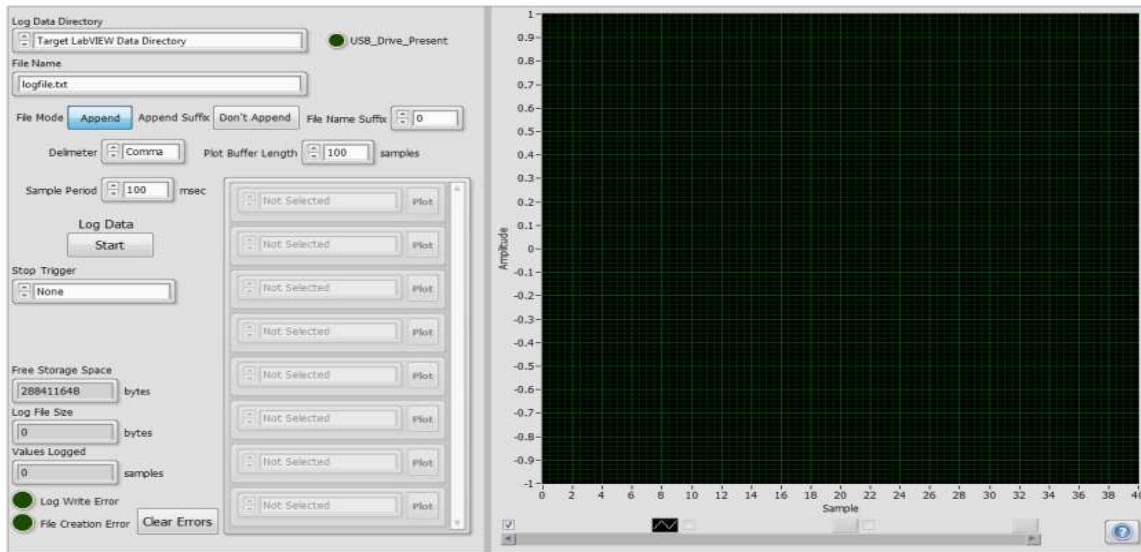 Log Data Directory
Target LabVIEW Data Directory
USB_Drive_Present
File Name
logfile.txt
File Mode Append Append Suffix Don't Append File Name Suffix 0
Delimeter Comma Plot Buffer Length 100 samples
Sample Period 100 msec
Log Data
Start
Stop Trigger
None
Free Storage Space
288411648 bytes
Log File Size
0 bytes
Values Logged
0 samples
Log Write Error
File Creation Error Clear Errors
Not Selected Plot
Not Selected Plot
Not Selected Plot
Not Selected Plot
Not Selected Plot
Not Selected Plot
Not Selected Plot
Not Selected Plot
Amplitude
1
0.9
0.8
0.7
0.6
0.5
0.4
0.3
0.2
0.1
0
-0.1
-0.2
-0.3
-0.4
-0.5
-0.6
-0.7
-0.8
-0.9
-1
0 2 4 6 8 10 12 14 16 18 20 22 24 26 28 30 32 34 36 38 40
Sample
?